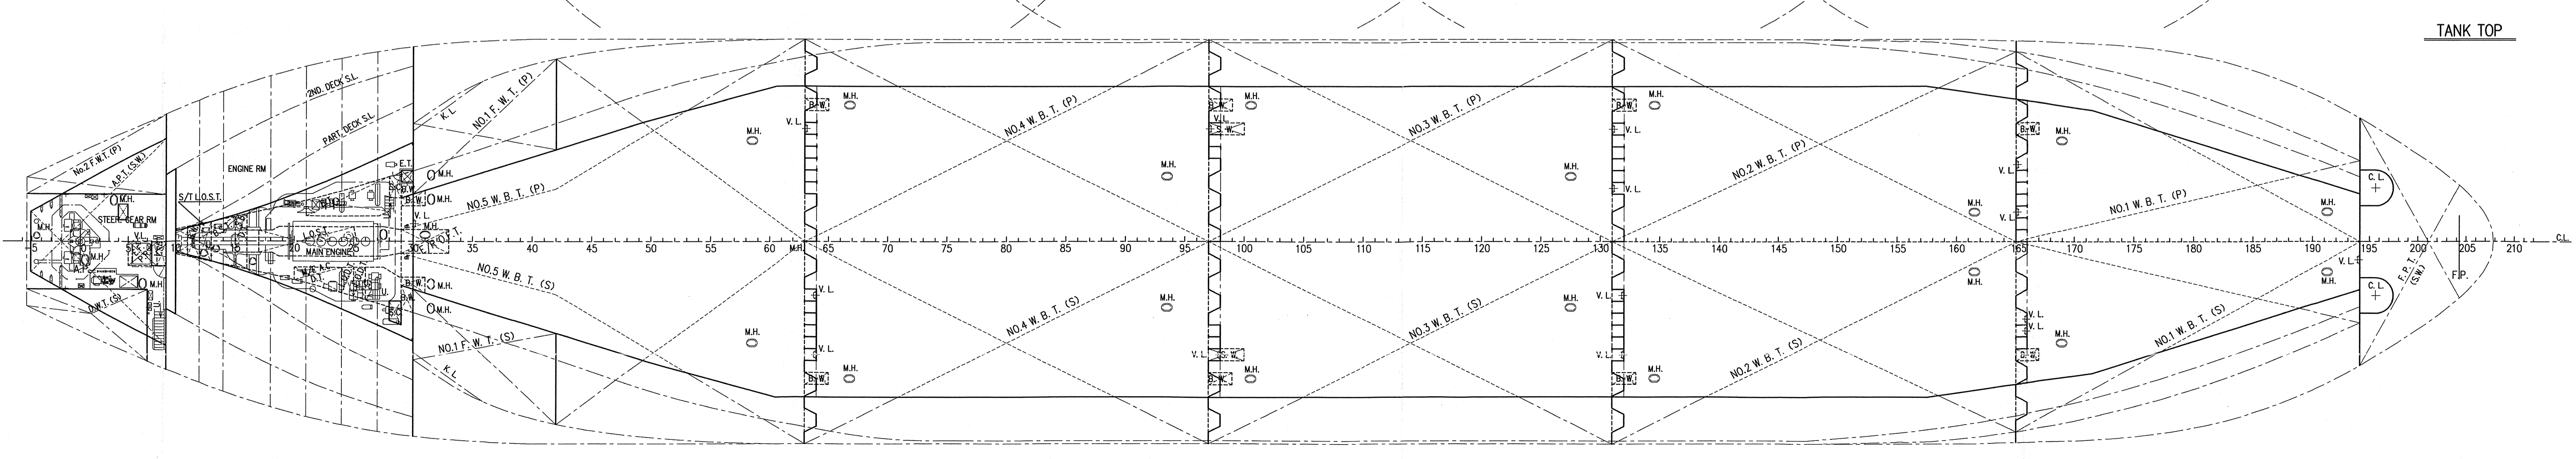 TANK TOP
2ND. DECK S.L.
PART. DECK S.L.
ENGINE RM
K.L.
NO.1 F. W. T. (P)
No.2 F.W.T. (P)
A.P.T. (S.W.)
S/T L.O.S.T.
STEER. GEAR RM
E.T.
S.C.
B.W.
M.H.
M.H.
M.H.
M.H.
V. L.
M.H.
NO.5 W. B. T. (P)
NO.4 W. B. T. (P)
NO.3 W. B. T. (P)
NO.2 W. B. T. (P)
NO.1 W. B. T. (P)
M.H.
V. L.
B.W.
M.H.
M.H.
B.W.
M.H.
V. L.
S. W.
M.H.
B.W.
M.H.
V. L.
V. L.
B.W.
M.H.
V. L.
V. L.
M.H.
M.H.
C. L.
L.O.S.T.
MAIN ENGINE
-5 0 5 10 15 20 25 30 35 40 45 50 55 60 65 70 75 80 85 90 95 100 105 110 115 120 125 130 135 140 145 150 155 160 165 170 175 180 185 190 195 200 205 210
C.L.
M.H.
V. L.
F. P. T.
(S.W.)
F.P.
C. L.
M.H.
M.H.
D.T.
U.
S.C.
B.W.
M.H.
M.H.
NO.5 W. B. T. (S)
NO.4 W. B. T. (S)
NO.3 W. B. T. (S)
NO.2 W. B. T. (S)
NO.1 W. B. T. (S)
M.H.
V. L.
V. L.
B.W.
M.H.
M.H.
V. L.
S. W.
B.W.
M.H.
M.H.
V. L.
V. L.
B.W.
M.H.
M.H.
V. L.
V. L.
B.W.
M.H.
M.H.
NO.1 F. W. T. (S)
K.L.
D.W.T. (S)